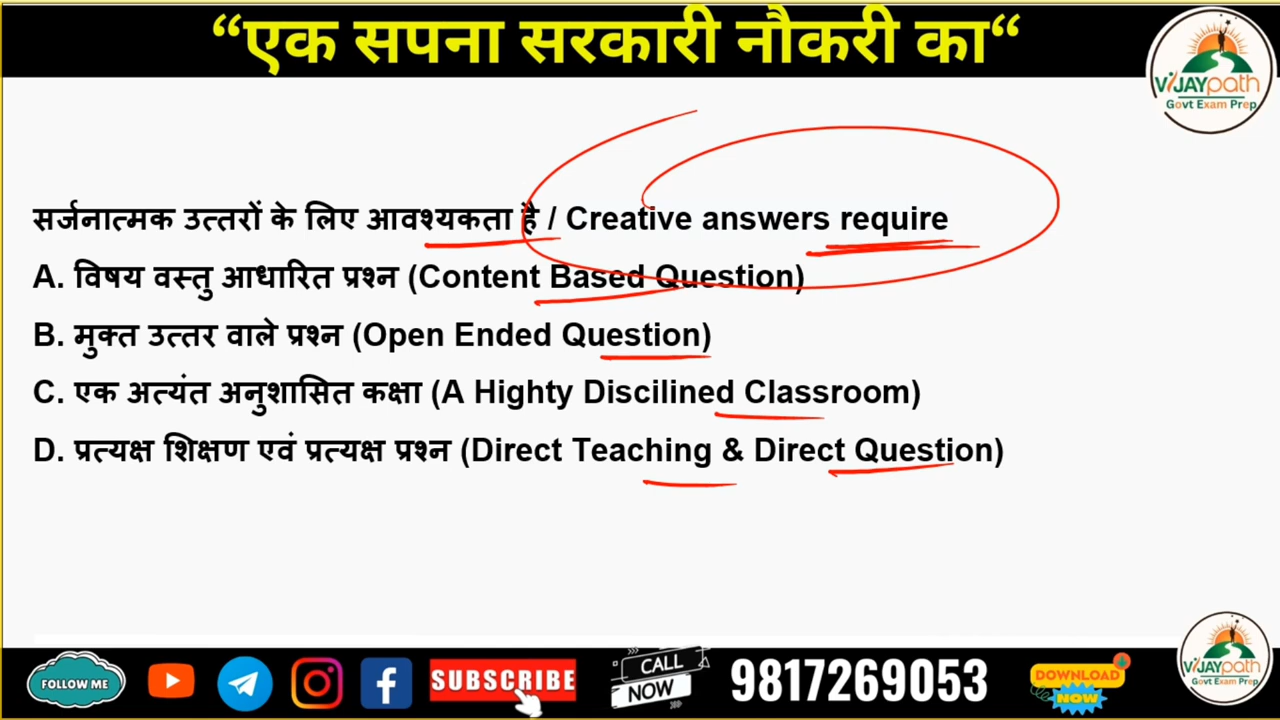 “एक सपना सरकारी नौकरी का“
VIJAYpath
Govt Exam Prep
सर्जनात्मक उत्तरों के लिए आवश्यकता है / Creative answers require
A. विषय वस्तु आधारित प्रश्न (Content Based Question)
B. मुक्त उत्तर वाले प्रश्न (Open Ended Question)
C. एक अत्यंत अनुशासित कक्षा (A Highty Discilined Classroom)
D. प्रत्यक्ष शिक्षण एवं प्रत्यक्ष प्रश्न (Direct Teaching & Direct Question)
FOLLOW ME
SUBSCRIBE
CALL
NOW
9817269053
DOWNLOAD
NOW
VIJAYpath
Govt Exam Prep